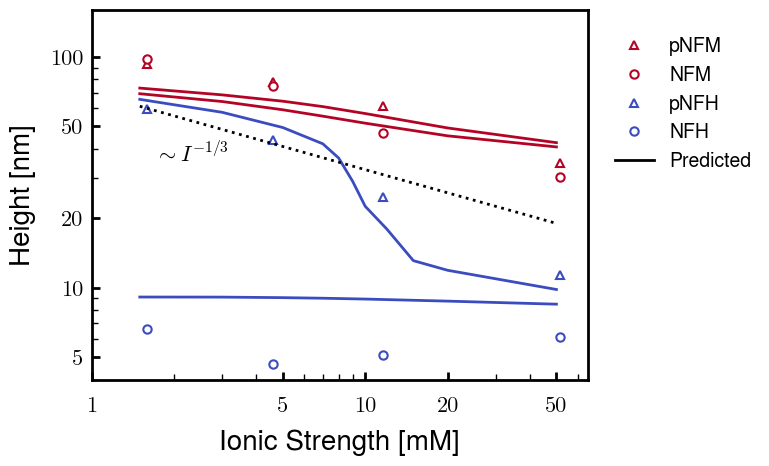 100
50
20
10
5
Height [nm]
~ I^{-1/3}
1
5
10
20
50
Ionic Strength [mM]
pNFM
NFM
pNFH
NFH
Predicted